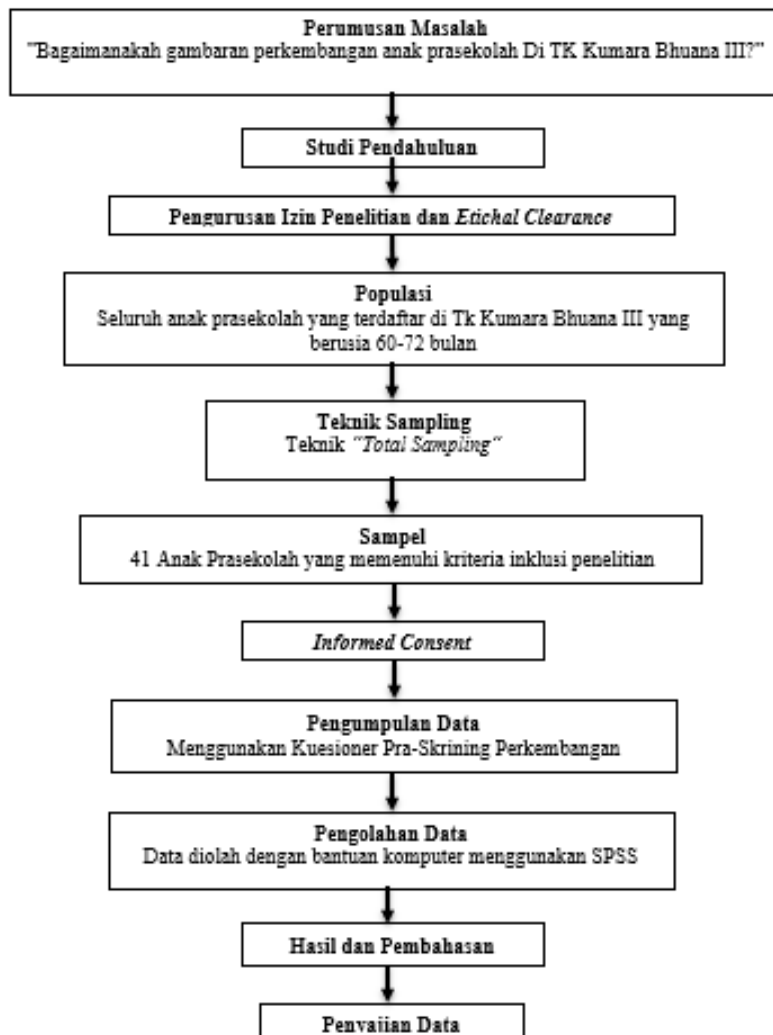 Perumusan Masalah
"Bagaimanakah gambaran perkembangan anak prasekolah Di TK Kumara Bhuana III?"
Studi Pendahuluan
Pengurusan Izin Penelitian dan Etichal Clearance
Populasi
Seluruh anak prasekolah yang terdaftar di Tk Kumara Bhuana III yang
berusia 60-72 bulan
Teknik Sampling
Teknik "Total Sampling"
Sampel
41 Anak Prasekolah yang memenuhi kriteria inklusi penelitian
Informed Consent
Pengumpulan Data
Menggunakan Kuesioner Pra-Skrining Perkembangan
Pengolahan Data
Data diolah dengan bantuan komputer menggunakan SPSS
Hasil dan Pembahasan
Penyajian Data